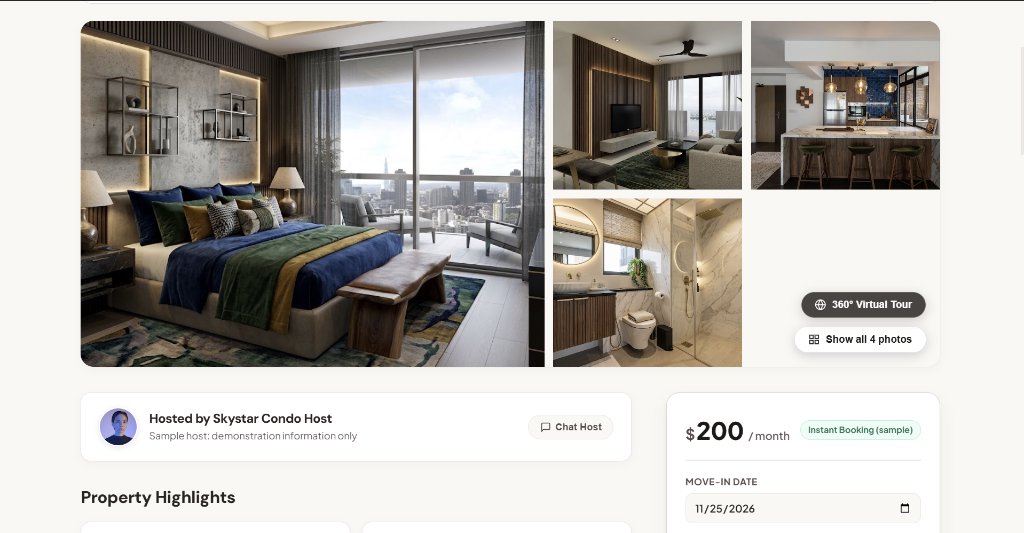 360° Virtual Tour
Show all 4 photos
Hosted by Skystar Condo Host
Sample host: demonstration information only
Chat Host
$200 / month
Instant Booking (sample)
MOVE-IN DATE
11/25/2026
Property Highlights